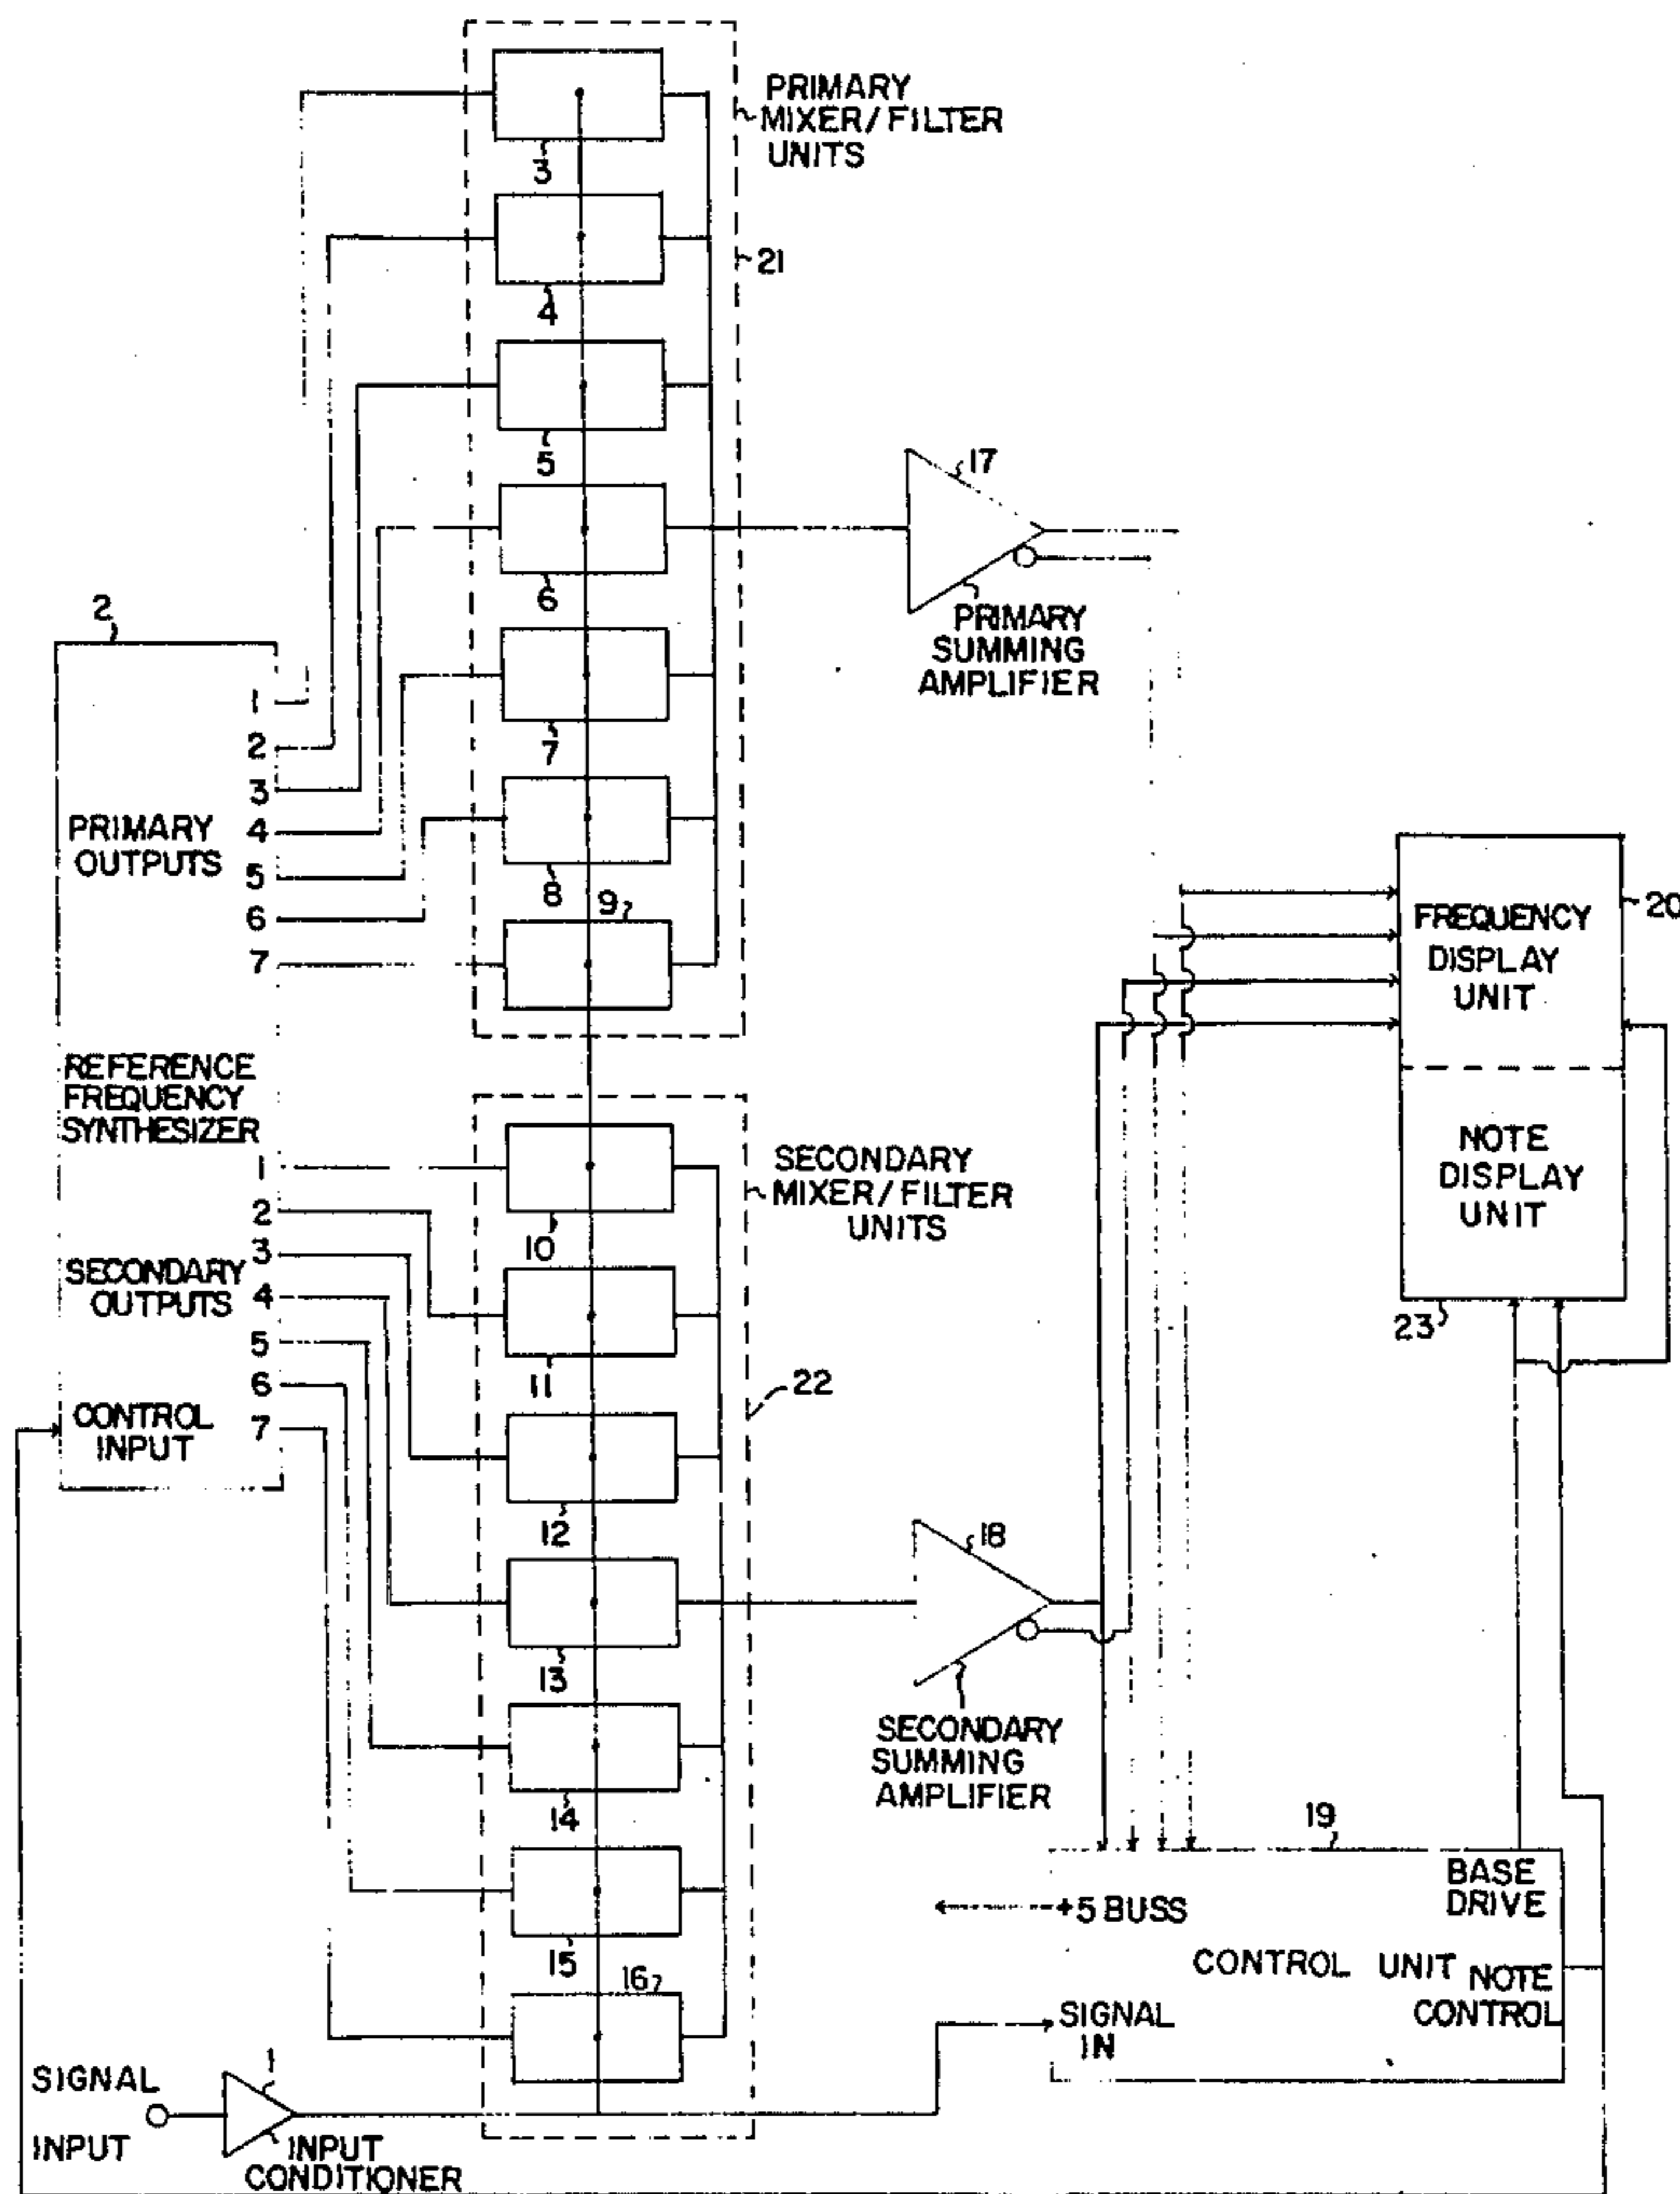 PRIMARY
MIXER/FILTER
UNITS
3
21
4
5
17
6
2
PRIMARY
SUMMING
AMPLIFIER
1
2
3
4
5
6
7
PRIMARY
OUTPUTS
7
8
9
20
FREQUENCY
DISPLAY
UNIT
REFERENCE
FREQUENCY
SYNTHESIZER
NOTE
DISPLAY
UNIT
23
SECONDARY
MIXER/FILTER
UNITS
1
2
3
4
5
6
7
SECONDARY
OUTPUTS
CONTROL
INPUT
10
11
22
12
18
13
SECONDARY
SUMMING
AMPLIFIER
14
19
BASE
DRIVE
+5 BUSS
15
CONTROL UNIT
NOTE
CONTROL
16
SIGNAL
IN
SIGNAL
INPUT
1
INPUT
CONDITIONER